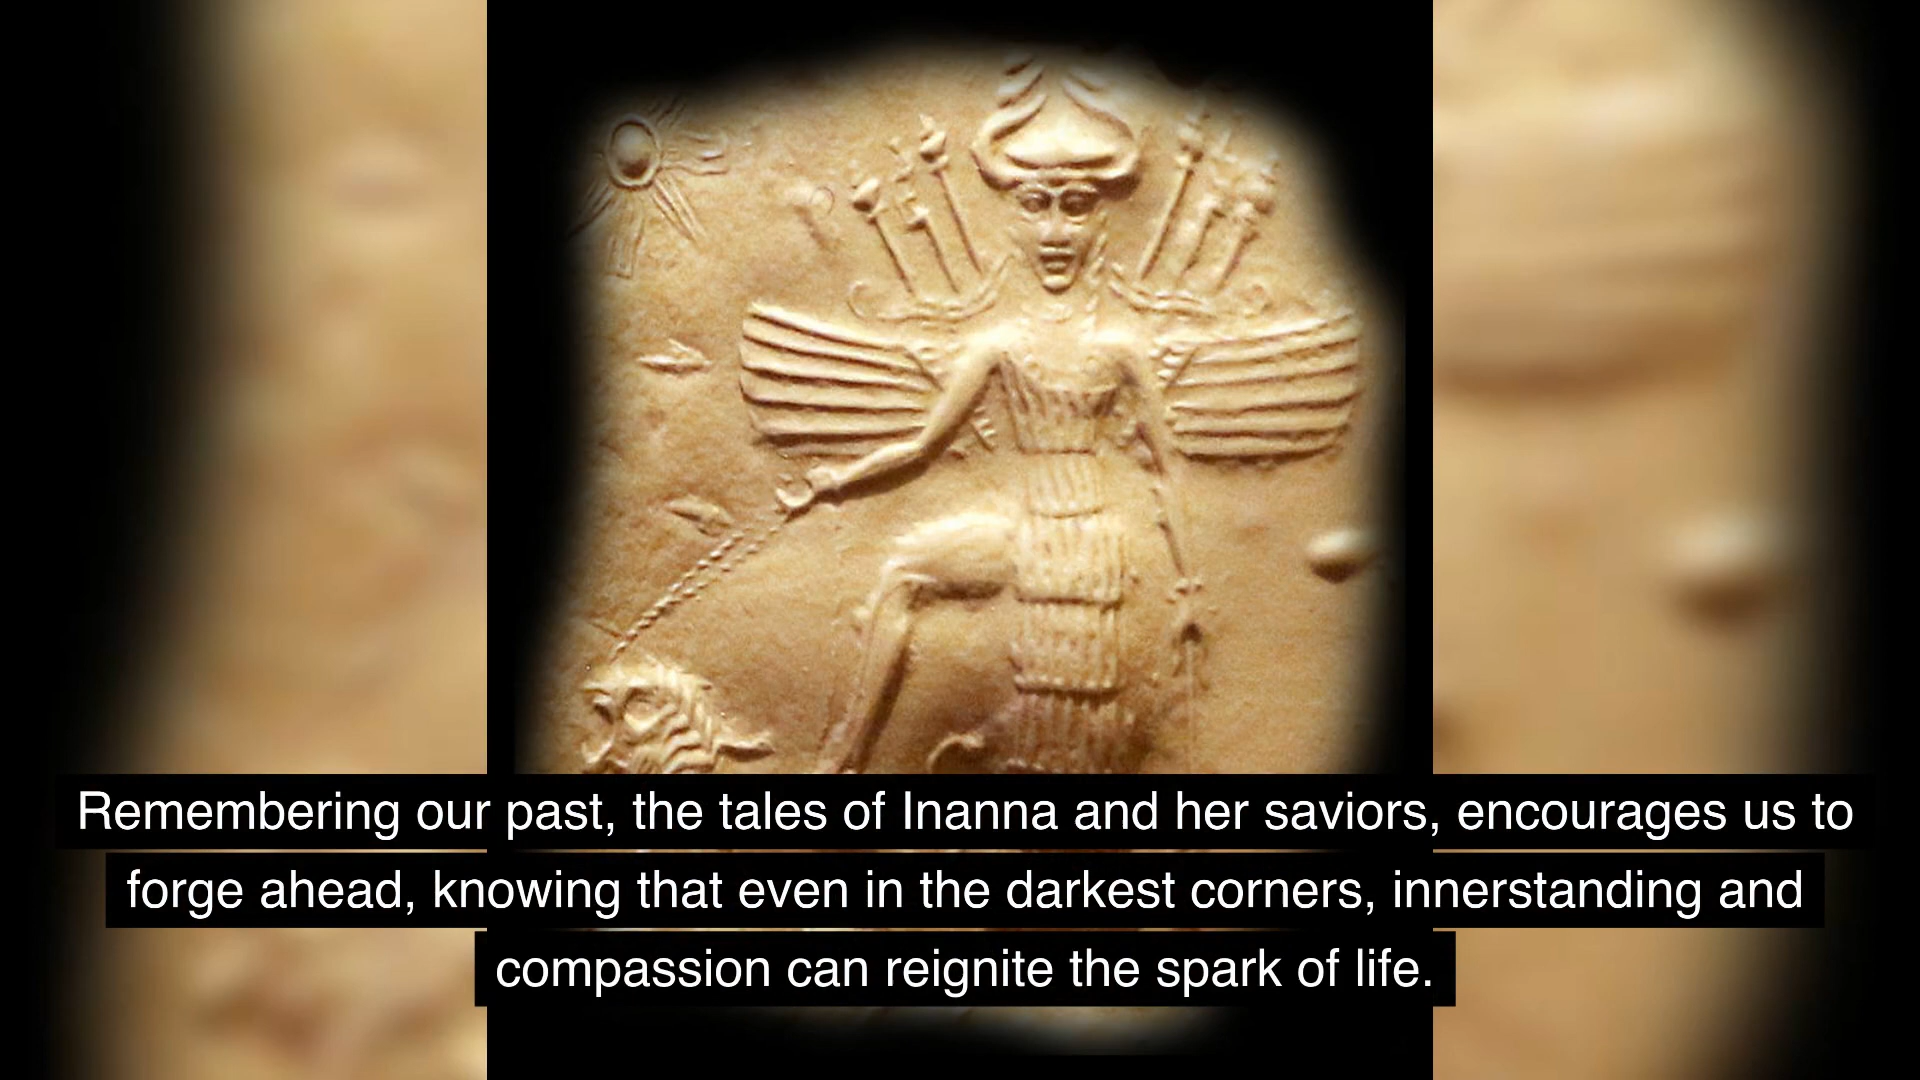 Remembering our past, the tales of Inanna and her saviors, encourages us to
forge ahead, knowing that even in the darkest corners, innerstanding and
compassion can reignite the spark of life.